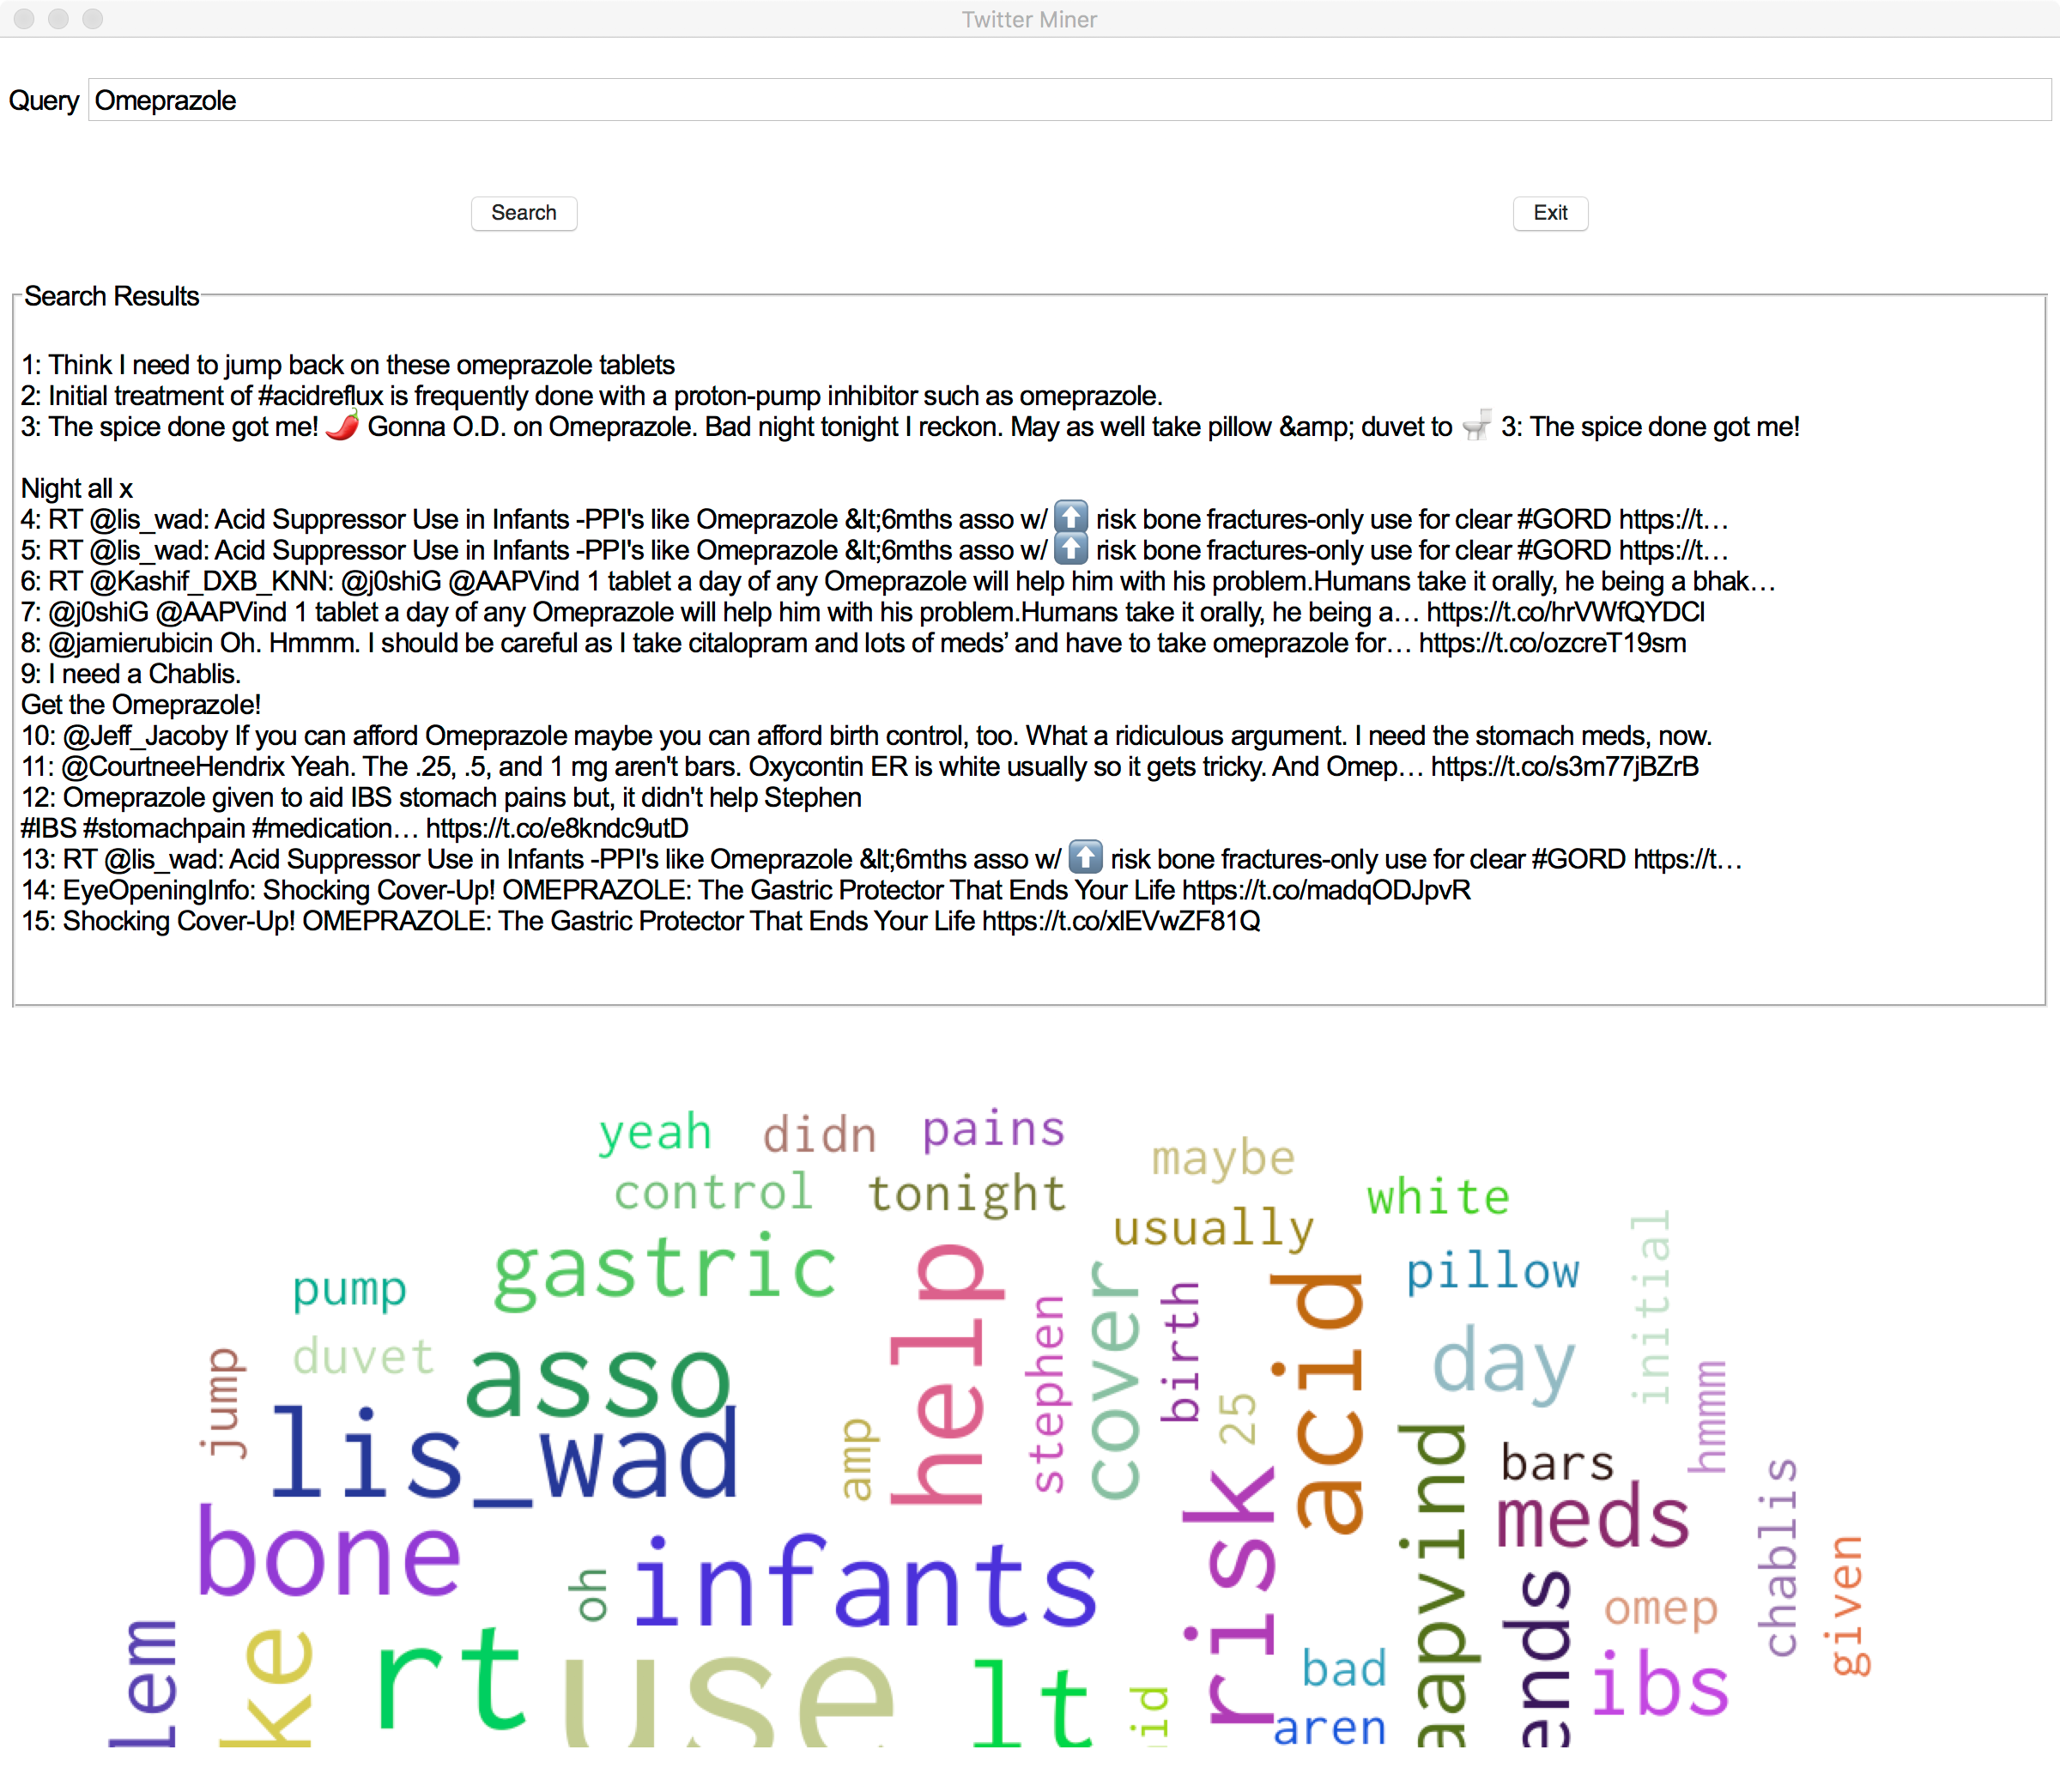 Twitter Miner
Query Omeprazole
Search Exit
Search Results
1: Think I need to jump back on these omeprazole tablets
2: Initial treatment of #acidreflux is frequently done with a proton-pump inhibitor such as omeprazole.
3: The spice done got me! 🌶️ Gonna O.D. on Omeprazole. Bad night tonight I reckon. May as well take pillow &amp; duvet to 🚽 3: The spice done got me!
Night all x
4: RT @lis_wad: Acid Suppressor Use in Infants -PPI's like Omeprazole &lt;6mths asso w/ ⬆️ risk bone fractures-only use for clear #GORD https://t…
5: RT @lis_wad: Acid Suppressor Use in Infants -PPI's like Omeprazole &lt;6mths asso w/ ⬆️ risk bone fractures-only use for clear #GORD https://t…
6: RT @Kashif_DXB_KNN: @j0shiG @AAPVind 1 tablet a day of any Omeprazole will help him with his problem.Humans take it orally, he being a bhak…
7: @j0shiG @AAPVind 1 tablet a day of any Omeprazole will help him with his problem.Humans take it orally, he being a… https://t.co/hrVWfQYDCl
8: @jamierubicin Oh. Hmmm. I should be careful as I take citalopram and lots of meds’ and have to take omeprazole for… https://t.co/ozcreT19sm
9: I need a Chablis.
Get the Omeprazole!
10: @Jeff_Jacoby If you can afford Omeprazole maybe you can afford birth control, too. What a ridiculous argument. I need the stomach meds, now.
11: @CourtneeHendrix Yeah. The .25, .5, and 1 mg aren't bars. Oxycontin ER is white usually so it gets tricky. And Omep… https://t.co/s3m77jBZrB
12: Omeprazole given to aid IBS stomach pains but, it didn't help Stephen
#IBS #stomachpain #medication… https://t.co/e8kndc9utD
13: RT @lis_wad: Acid Suppressor Use in Infants -PPI's like Omeprazole &lt;6mths asso w/ ⬆️ risk bone fractures-only use for clear #GORD https://t…
14: EyeOpeningInfo: Shocking Cover-Up! OMEPRAZOLE: The Gastric Protector That Ends Your Life https://t.co/madqODJpvR
15: Shocking Cover-Up! OMEPRAZOLE: The Gastric Protector That Ends Your Life https://t.co/xlEVwZF81Q
yeah
didn
pains
maybe
control
tonight
white
usually
gastric
pump
pillow
initial
help
cover
birth
stephen
acid
duvet
asso
day
jump
25
hmmm
lis_wad
amp
bars
meds
aapvind
chablis
bone
infants
risk
oh
given
omep
ends
lem
ke
rt
use
lt
id
bad
ibs
aren